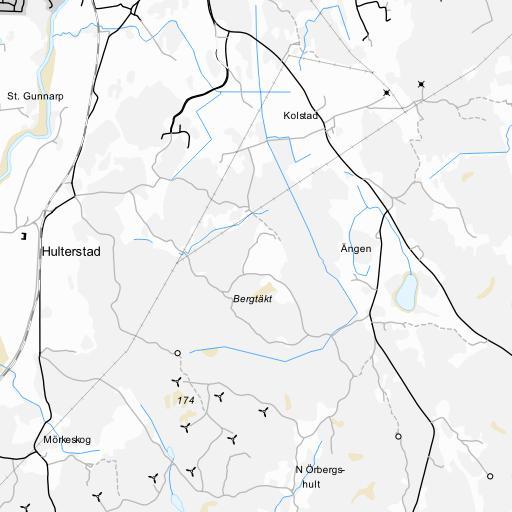 St. Gunnarp
Kolstad
Hulterstad
Ängen
Bergtäkt
174
Mörkeskog
N Örbergs-
hult